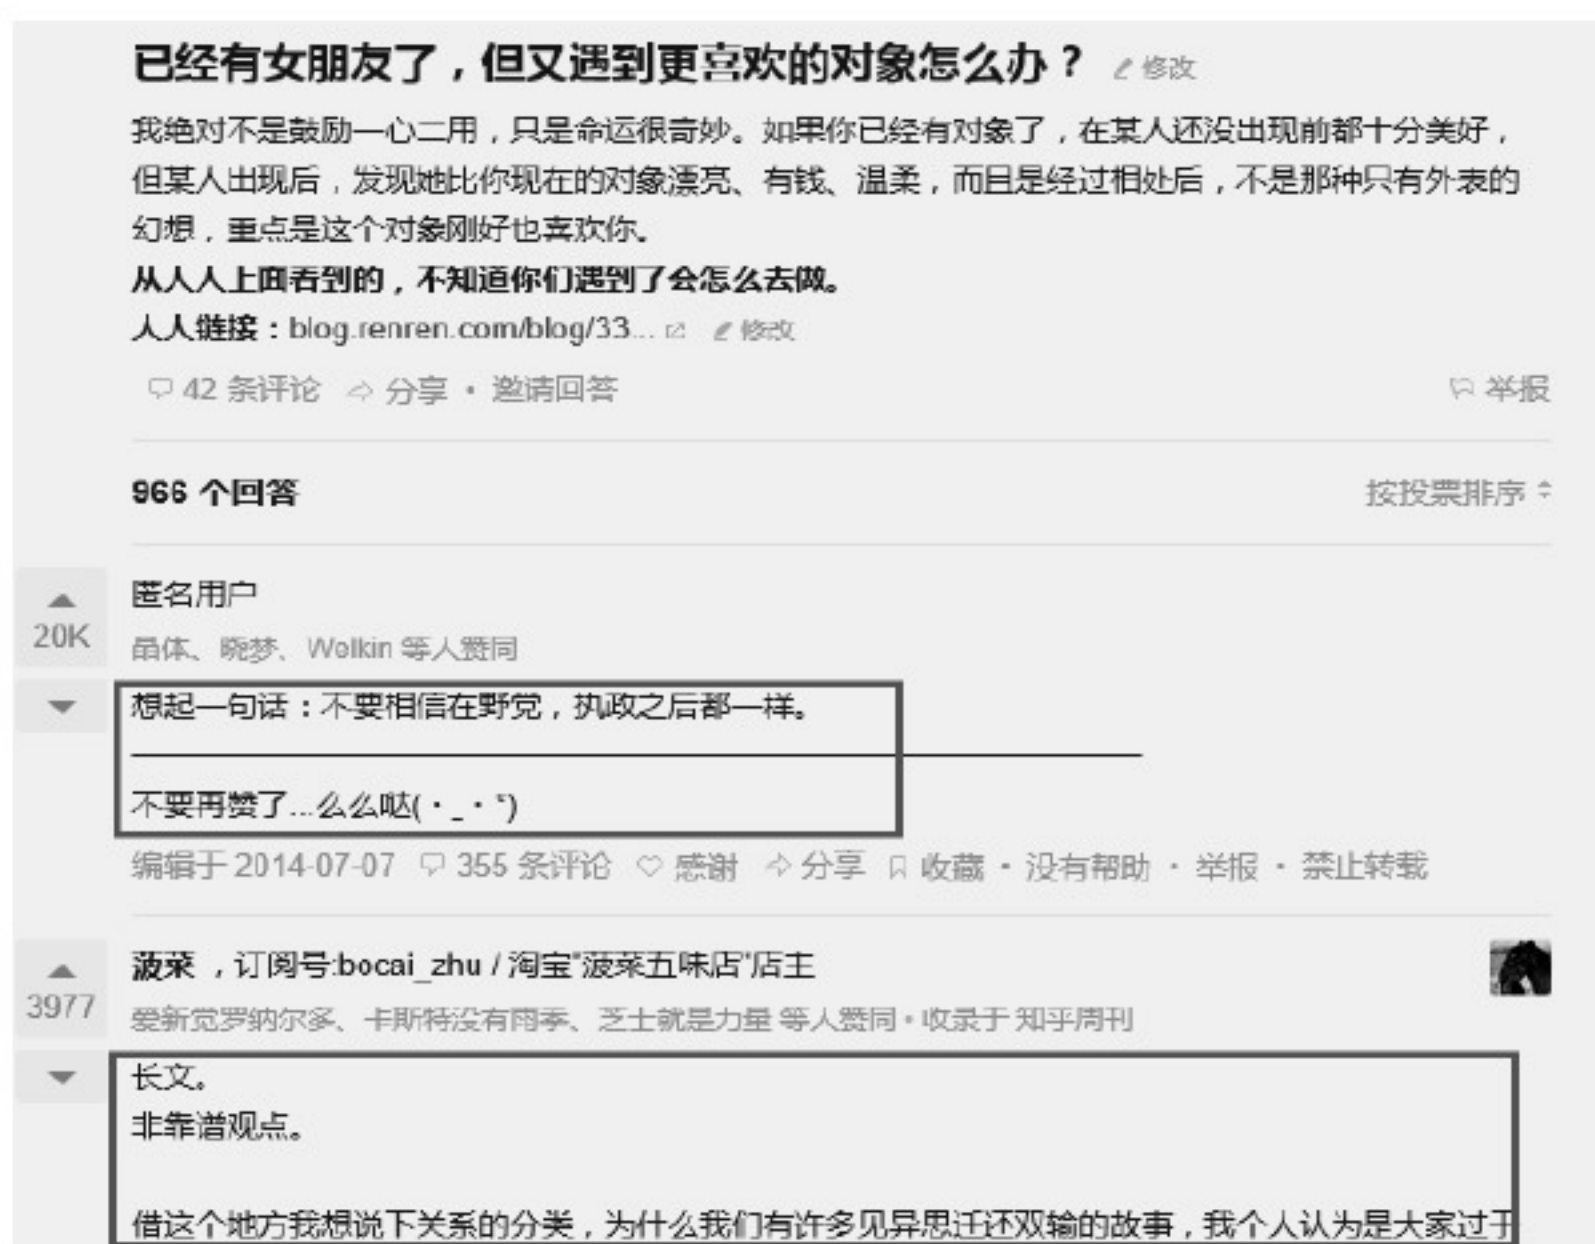 已经有女朋友了，但又遇到更喜欢的对象怎么办？ 修改
我绝对不是鼓励一心二用，只是命运很奇妙。如果你已经有对象了，在某人还没出现前都十分美好，
但某人出现后，发现她比你现在的对象漂亮、有钱、温柔，而且是经过相处后，不是那种只有外表的
幻想，重点是这个对象刚好也喜欢你。
从人人上面看到的，不知道你们遇到了会怎么去做。
人人链接：blog.renren.com/blog/33... 修改
42 条评论 分享 • 邀请回答 举报
966 个回答 按投票排序
匿名用户
20K
晶体、晓梦、Welkin 等人赞同
想起一句话：不要相信在野党，执政之后都一样。
不要再赞了...么么哒(・_・*)
编辑于 2014-07-07 355 条评论 感谢 分享 收藏 • 没有帮助 • 举报 • 禁止转载
菠菜 ，订阅号:bocai_zhu / 淘宝"菠菜五味店"店主
3977
爱新觉罗纳尔多、卡斯特没有雨季、芝士就是力量 等人赞同 • 收录于 知乎周刊
长文。
非靠谱观点。
借这个地方我想说下关系的分类，为什么我们有许多见异思迁还双输的故事，我个人认为是大家过于